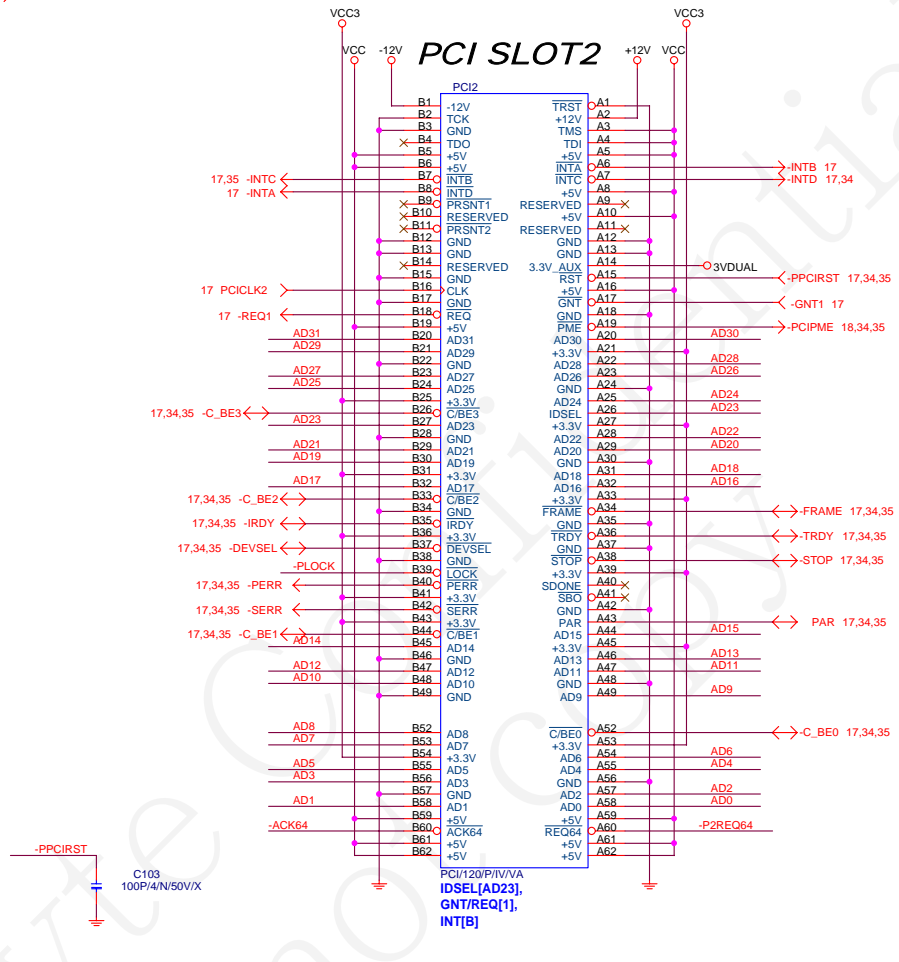 VCC3 VCC3
VCC -12V PCI SLOT2 +12V VCC
PCI2
B1 -12V TRST A1
B2 TCK +12V A2
B3 GND TMS A3
B4 TDO TDI A4
B5 +5V +5V A5
B6 +5V INTA A6 -INTB 17
17,35 -INTC B7 INTB INTC A7 -INTD 17,34
17 -INTA B8 INTD +5V A8
B9 PRSNT1 RESERVED A9
B10 RESERVED +5V A10
B11 PRSNT2 RESERVED A11
B12 GND GND A12
B13 GND GND A13
B14 RESERVED 3.3V_AUX A14 3VDUAL
B15 GND RST A15 -PPCIRST 17,34,35
17 PCICLK2 B16 CLK +5V A16
B17 GND GNT A17 -GNT1 17
17 -REQ1 B18 REQ GND A18
B19 +5V PME A19 -PCIPME 18,34,35
AD31 B20 AD31 AD30 A20 AD30
AD29 B21 AD29 +3.3V A21
B22 GND AD28 A22 AD28
AD27 B23 AD27 AD26 A23 AD26
AD25 B24 AD25 GND A24
B25 +3.3V AD24 A25 AD24
17,34,35 -C_BE3 B26 C/BE3 IDSEL A26 AD23
AD23 B27 AD23 +3.3V A27
B28 GND AD22 A28 AD22
AD21 B29 AD21 AD20 A29 AD20
AD19 B30 AD19 GND A30
B31 +3.3V AD18 A31 AD18
AD17 B32 AD17 AD16 A32 AD16
17,34,35 -C_BE2 B33 C/BE2 +3.3V A33
B34 GND FRAME A34 -FRAME 17,34,35
17,34,35 -IRDY B35 IRDY GND A35
B36 +3.3V TRDY A36 -TRDY 17,34,35
17,34,35 -DEVSEL B37 DEVSEL GND A37
B38 GND STOP A38 -STOP 17,34,35
-PLOCK B39 LOCK +3.3V A39
17,34,35 -PERR B40 PERR SDONE A40
B41 +3.3V SBO A41
17,34,35 -SERR B42 SERR GND A42
B43 +3.3V PAR A43 PAR 17,34,35
17,34,35 -C_BE1 B44 C/BE1 AD15 A44 AD15
AD14 B45 AD14 +3.3V A45
B46 GND AD13 A46 AD13
AD12 B47 AD12 AD11 A47 AD11
AD10 B48 AD10 GND A48
B49 GND AD9 A49 AD9
AD8 B52 AD8 C/BE0 A52 -C_BE0 17,34,35
AD7 B53 AD7 +3.3V A53
B54 +3.3V AD6 A54 AD6
AD5 B55 AD5 AD4 A55 AD4
AD3 B56 AD3 GND A56
B57 GND AD2 A57 AD2
AD1 B58 AD1 AD0 A58 AD0
B59 +5V +5V A59
-ACK64 B60 ACK64 REQ64 A60 -P2REQ64
B61 +5V +5V A61
B62 +5V +5V A62
PCI/120/P/IV/VA
IDSEL[AD23],
GNT/REQ[1],
INT[B]
-PPCIRST
C103
100P/4/N/50V/X
yte Confidentia
not copy